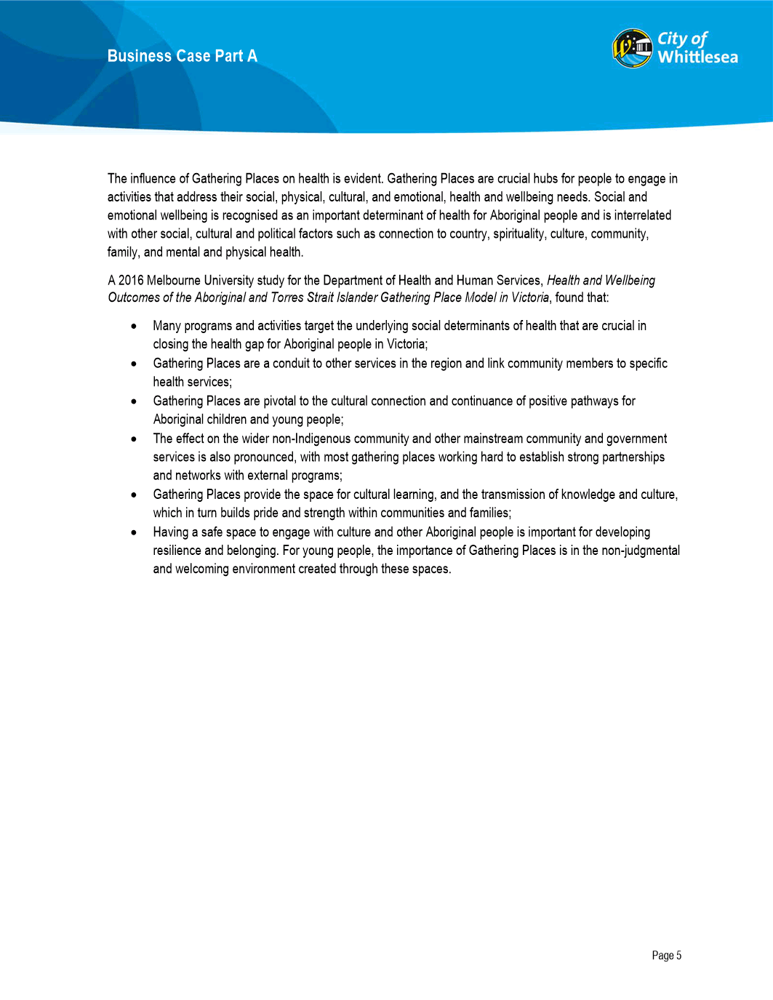 Business Case Part A
City of
Whittlesea
The influence of Gathering Places on health is evident. Gathering Places are crucial hubs for people to engage in
activities that address their social, physical, cultural, and emotional, health and wellbeing needs. Social and
emotional wellbeing is recognised as an important determinant of health for Aboriginal people and is interrelated
with other social, cultural and political factors such as connection to country, spirituality, culture, community,
family, and mental and physical health.
A 2016 Melbourne University study for the Department of Health and Human Services, Health and Wellbeing
Outcomes of the Aboriginal and Torres Strait Islander Gathering Place Model in Victoria, found that:
• Many programs and activities target the underlying social determinants of health that are crucial in
closing the health gap for Aboriginal people in Victoria;
• Gathering Places are a conduit to other services in the region and link community members to specific
health services;
• Gathering Places are pivotal to the cultural connection and continuance of positive pathways for
Aboriginal children and young people;
• The effect on the wider non-Indigenous community and other mainstream community and government
services is also pronounced, with most gathering places working hard to establish strong partnerships
and networks with external programs;
• Gathering Places provide the space for cultural learning, and the transmission of knowledge and culture,
which in turn builds pride and strength within communities and families;
• Having a safe space to engage with culture and other Aboriginal people is important for developing
resilience and belonging. For young people, the importance of Gathering Places is in the non-judgmental
and welcoming environment created through these spaces.
Page 5